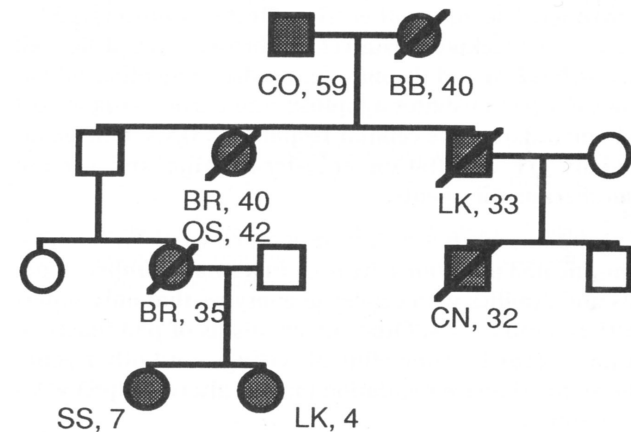 CO, 59
BB, 40
BR, 40
OS, 42
LK, 33
BR, 35
CN, 32
SS, 7
LK, 4